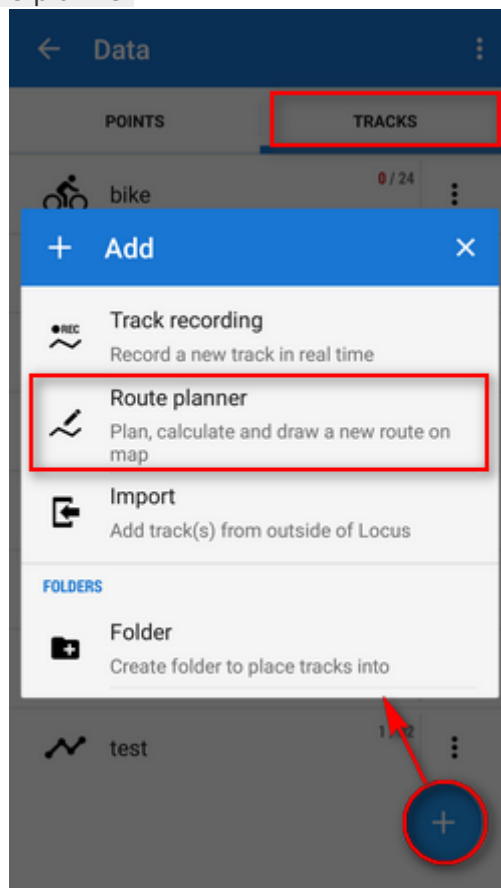 Data
POINTS TRACKS
bike 0 / 24
+ Add ×
REC Track recording
Record a new track in real time
Route planner
Plan, calculate and draw a new route on
map
Import
Add track(s) from outside of Locus
FOLDERS
Folder
Create folder to place tracks into
test